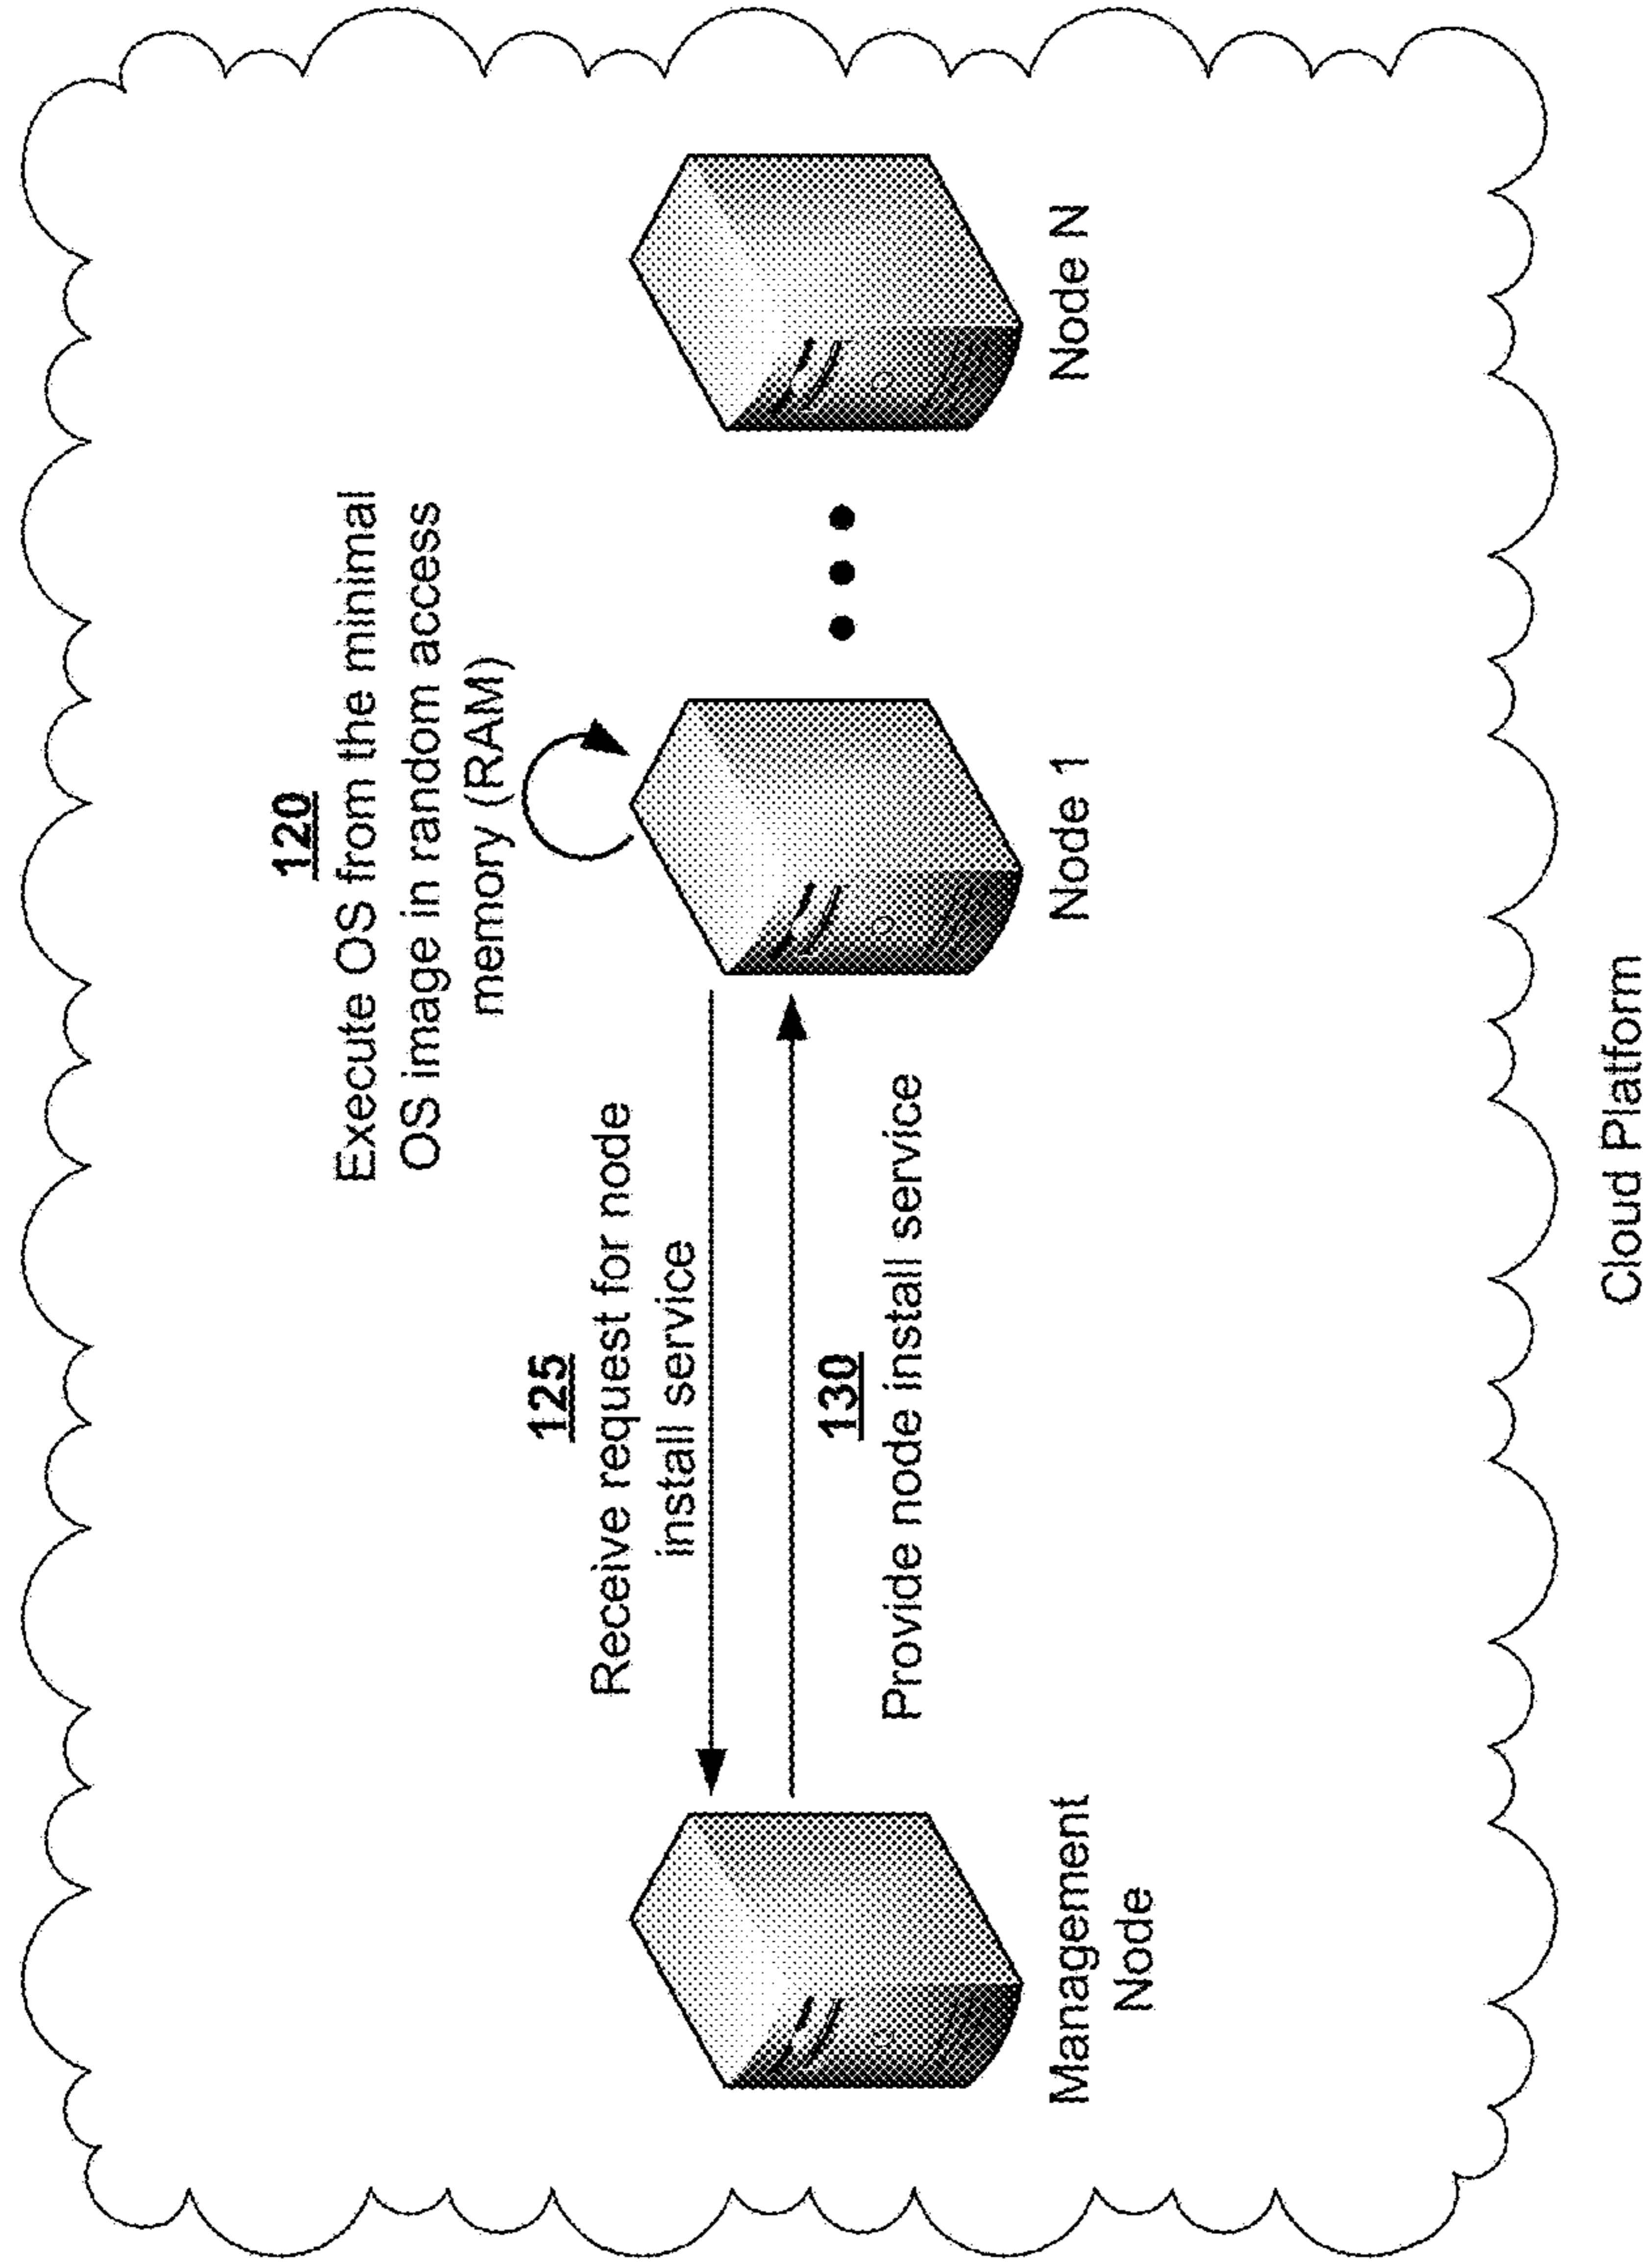 120
Execute OS from the minimal
OS image in random access
memory (RAM)
125
Receive request for node
install service
130
Provide node install service
Management
Node
Node 1
Node N
Cloud Platform